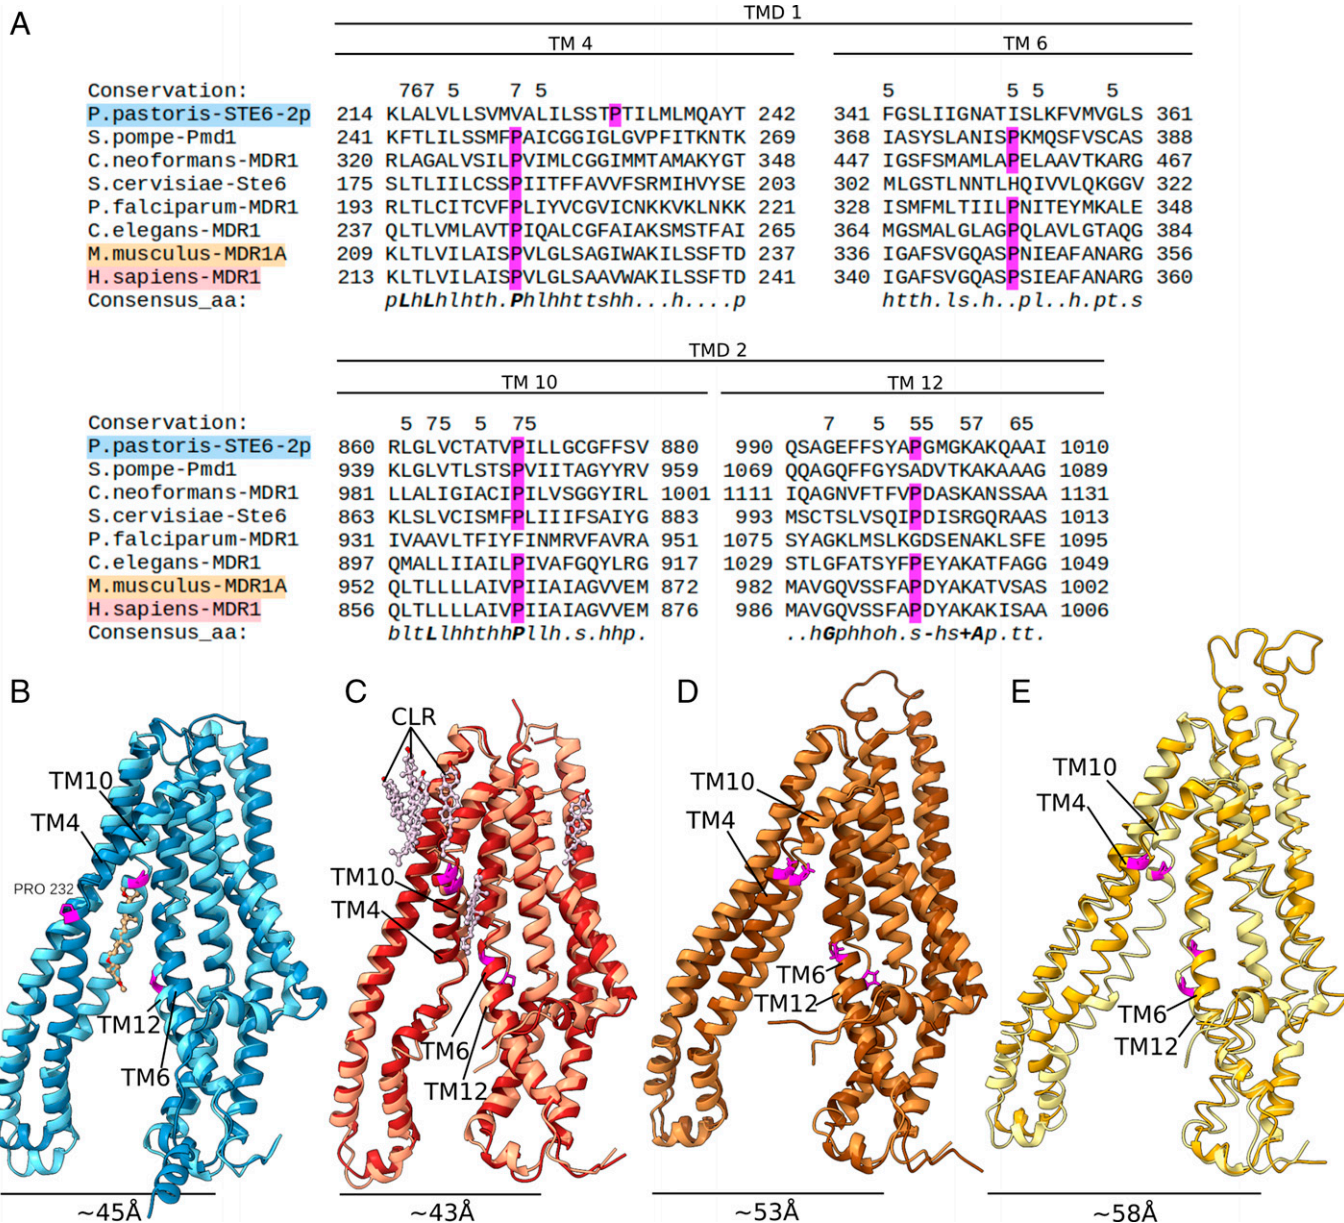 A
TMD 1
TM 4 TM 6
Conservation: 767 5 7 5 5 5 5 5
P.pastoris-STE6-2p 214 KLALVLLSVMVALILSSTPTILMLMQAYT 242 341 FGSLIIGNATISLKFVMVGLS 361
S.pompe-Pmd1 241 KFTLILSSMFPAICGGIGLGVPFITKNTK 269 368 IASYSLANISPKMQSFVSCAS 388
C.neoformans-MDR1 320 RLAGALVSILPVIMLCGGIMMTAMAKYGT 348 447 IGSFSMAMLAPELAAVTKARG 467
S.cervisiae-Ste6 175 SLTLIILCSSPIITFFAVVFSRMIHVYSE 203 302 MLGSTLNNTLHQIVVLQKGGV 322
P.falciparum-MDR1 193 RLTLCITCVFPLIYVCGVICNKKVKLNKK 221 328 ISMFMLTIILPNITEYMKALE 348
C.elegans-MDR1 237 QLTLVMLAVTPIQALCGFAIAKSMSTFAI 265 364 MGSMALGLAGPQLAVLGTAQG 384
M.musculus-MDR1A 209 KLTLVILAISPVLGLSAGIWAKILSSFTD 237 336 IGAFSVGQASPNIEAFANARG 356
H.sapiens-MDR1 213 KLTLVILAISPVLGLSAAVWAKILSSFTD 241 340 IGAFSVGQASPSIEAFANARG 360
Consensus_aa: pLhLhlhth.Phlhhttshh...h....p htth.ls.h..pl..h.pt.s
TMD 2
TM 10 TM 12
Conservation: 5 75 5 75 7 5 55 57 65
P.pastoris-STE6-2p 860 RLGLVCTATVPILLGCGFFSV 880 990 QSAGEFFSYAPGMGKAKQAAI 1010
S.pompe-Pmd1 939 KLGLVTLSTSPVIITAGYYRV 959 1069 QQAGQFFGYSADVTKAKAAAG 1089
C.neoformans-MDR1 981 LLALIGIACIPILVSGGYIRL 1001 1111 IQAGNVFTFVPDASKANSSAA 1131
S.cervisiae-Ste6 863 KLSLVCISMFPLIIIFSAIYG 883 993 MSCTSLVSQIPDISRGQRAAS 1013
P.falciparum-MDR1 931 IVAAVLTFIYFINMRVFAVRA 951 1075 SYAGKLMSLKGDSENAKLSFE 1095
C.elegans-MDR1 897 QMALLIIAILPIVAFGQYLRG 917 1029 STLGFATSYFPEYAKATFAGG 1049
M.musculus-MDR1A 952 QLTLLLLAIVPIIAIAGVVEM 872 982 MAVGQVSSFAPDYAKATVSAS 1002
H.sapiens-MDR1 856 QLTLLLLAIVPIIAIAGVVEM 876 986 MAVGQVSSFAPDYAKAKISAA 1006
Consensus_aa: bltLlhhthhPllh.s.hhp. ..hGphhoh.s-hs+Ap.tt.
B C D E
CLR
TM10
TM4
PRO 232
TM12
TM6
~45Å
TM10
TM4
TM6
TM12
~43Å
TM10
TM4
TM6
TM12
~53Å
TM10
TM4
TM6
TM12
~58Å